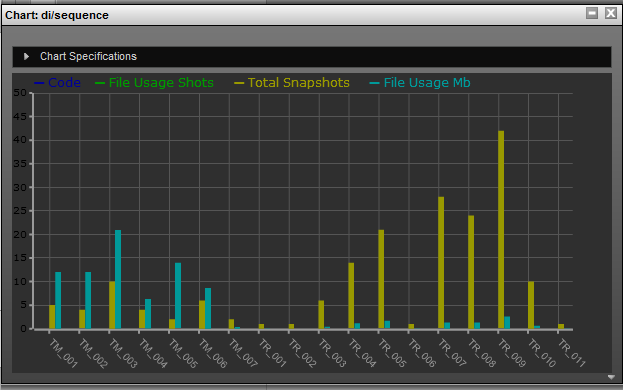 Chart: di/sequence
Chart Specifications
Code File Usage Shots Total Snapshots File Usage Mb
50
45
40
35
30
25
20
15
10
5
0
TM_001 TM_002 TM_003 TM_004 TM_005 TM_006 TM_007 TR_001 TR_002 TR_003 TR_004 TR_005 TR_006 TR_007 TR_008 TR_009 TR_010 TR_011